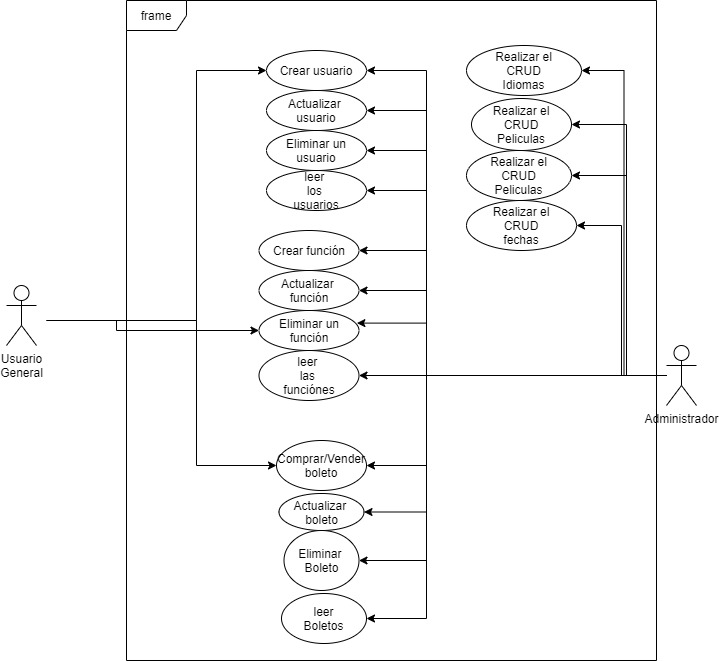 frame
Crear usuario
Actualizar
usuario
Eliminar un
usuario
leer
los
usuarios
Crear función
Actualizar
función
Eliminar un
función
leer
las
funciónes
Comprar/Vender
boleto
Actualizar
boleto
Eliminar
Boleto
leer
Boletos
Realizar el
CRUD
Idiomas
Realizar el
CRUD
Peliculas
Realizar el
CRUD
Peliculas
Realizar el
CRUD
fechas
Usuario
General
Administrador